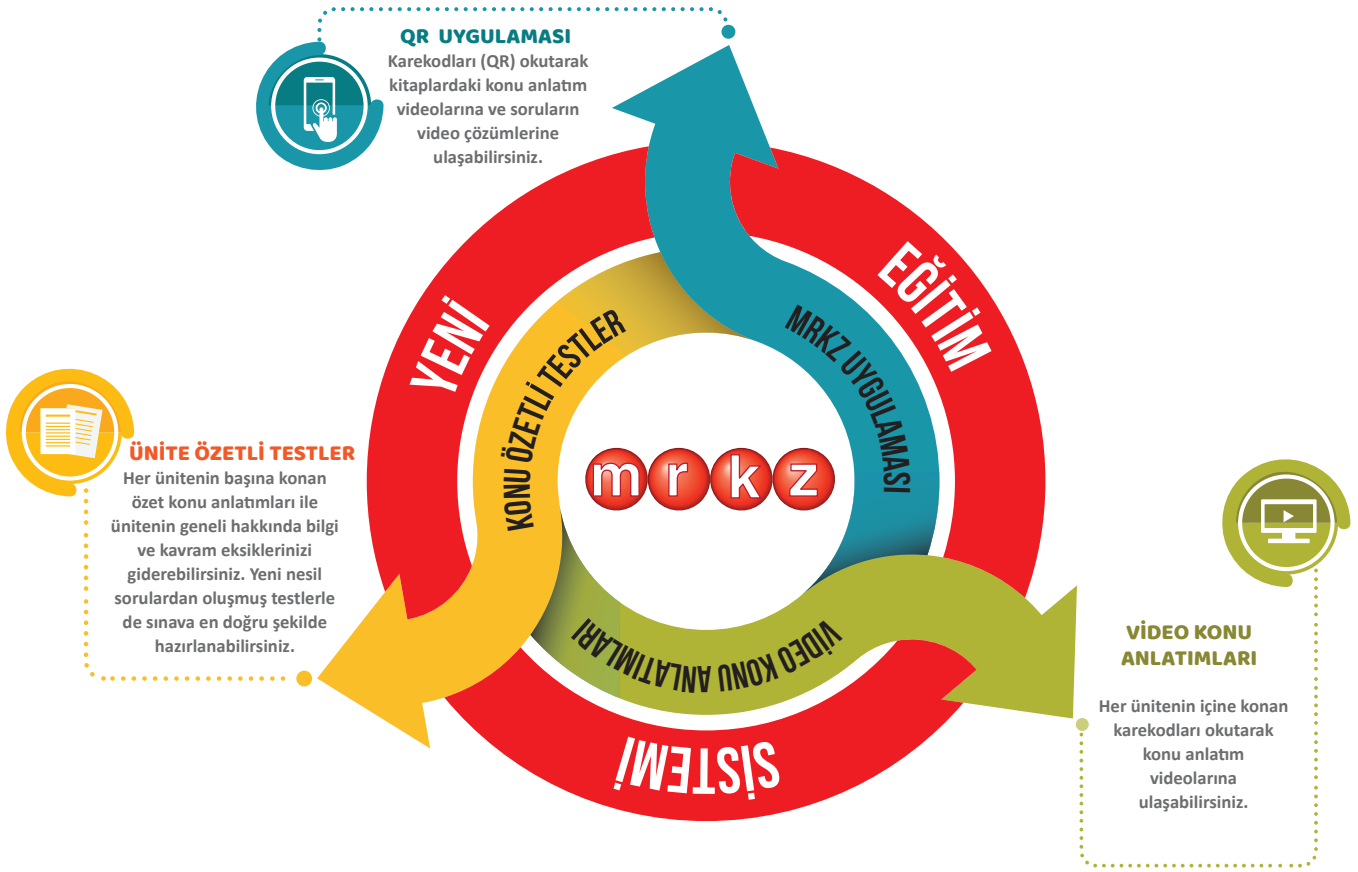 QR UYGULAMASI
Karekodları (QR) okutarak
kitaplardaki konu anlatım
videolarına ve soruların
video çözümlerine
ulaşabilirsiniz.
YENİ
EĞİTİM
SİSTEMİ
KONU ÖZETLİ TESTLER
MRKZ UYGULAMASI
VİDEO KONU ANLATIMLARI
mrkz
ÜNİTE ÖZETLİ TESTLER
Her ünitenin başına konan
özet konu anlatımları ile
ünitenin geneli hakkında bilgi
ve kavram eksiklerinizi
giderebilirsiniz. Yeni nesil
sorulardan oluşmuş testlerle
de sınava en doğru şekilde
hazırlanabilirsiniz.
VİDEO KONU
ANLATIMLARI
Her ünitenin içine konan
karekodları okutarak
konu anlatım
videolarına
ulaşabilirsiniz.